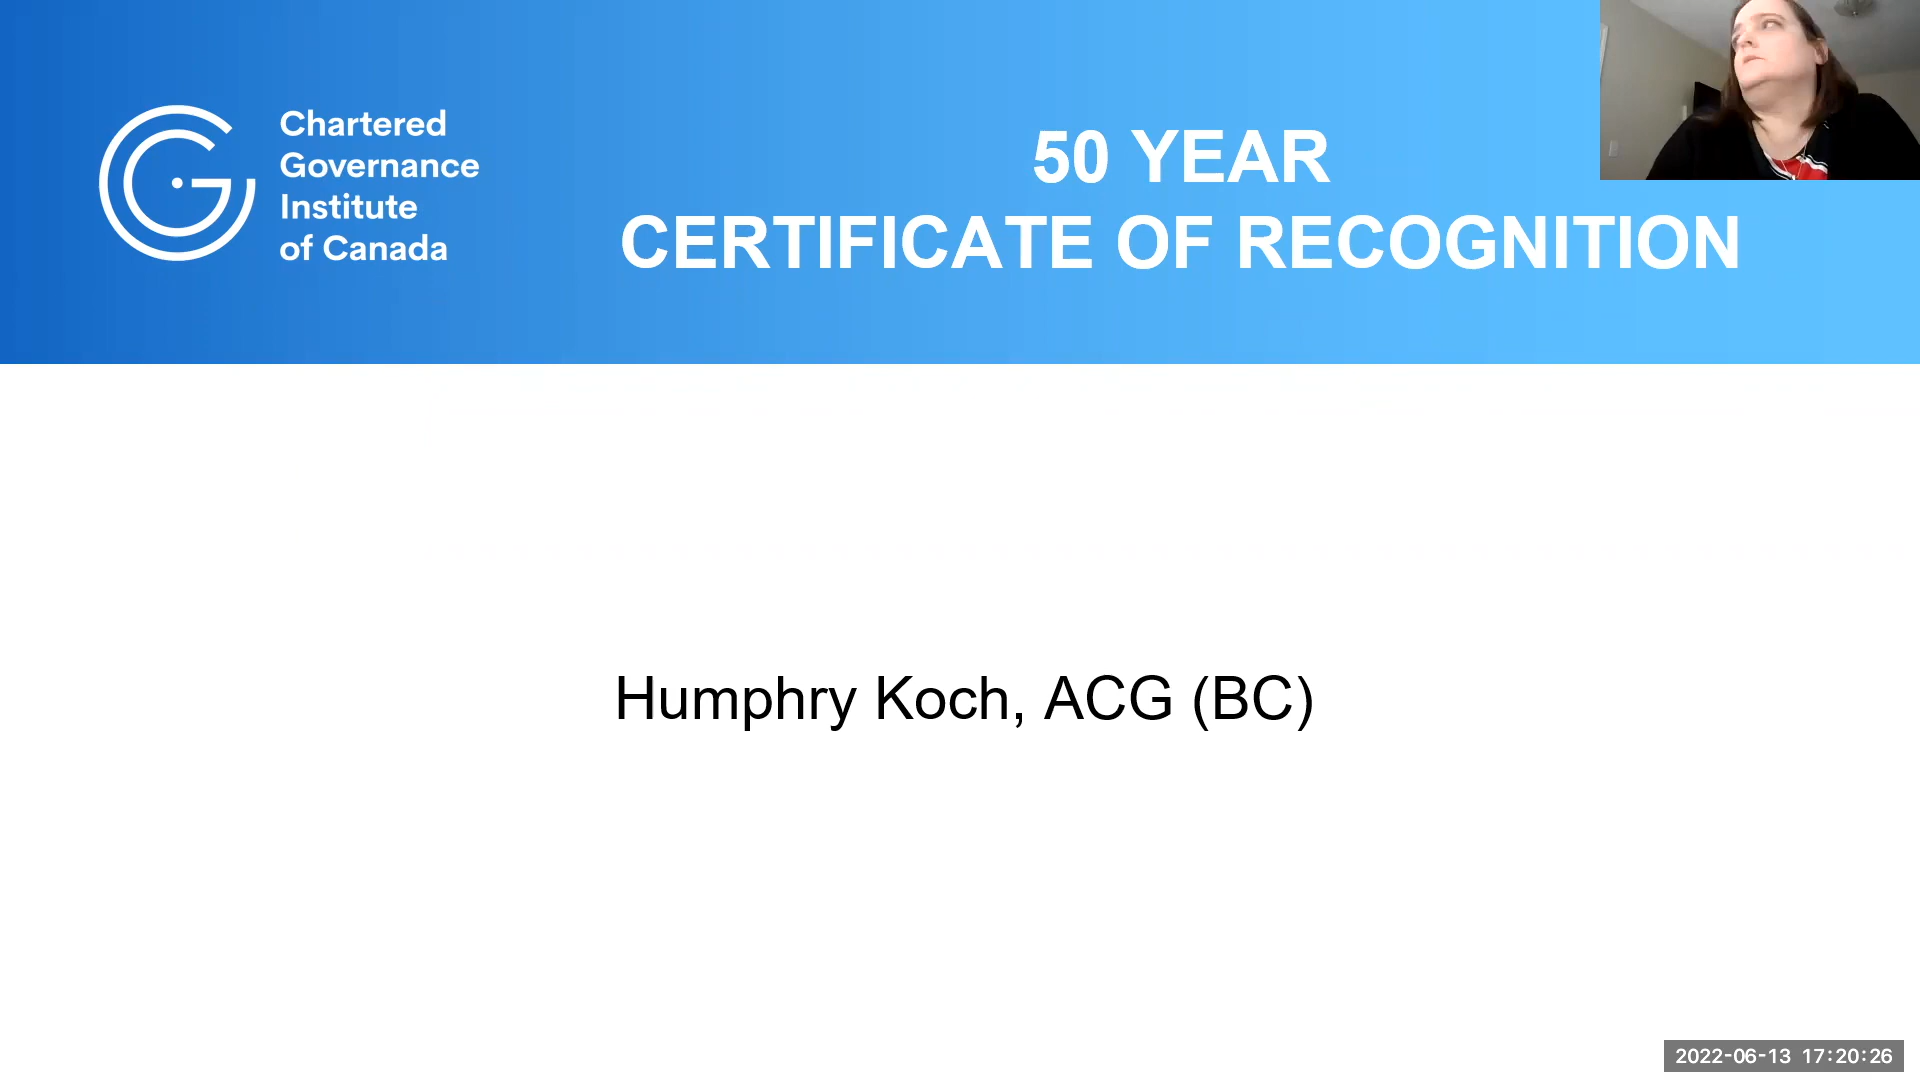 Chartered
Governance
Institute
of Canada
50 YEAR
CERTIFICATE OF RECOGNITION
Humphry Koch, ACG (BC)
2022-06-13 17:20:26